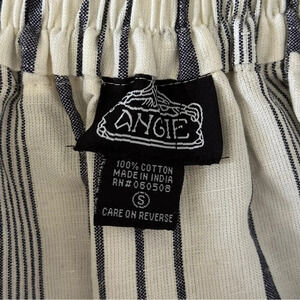 ANGIE
100% COTTON
MADE IN INDIA
RN#060508
S
CARE ON REVERSE